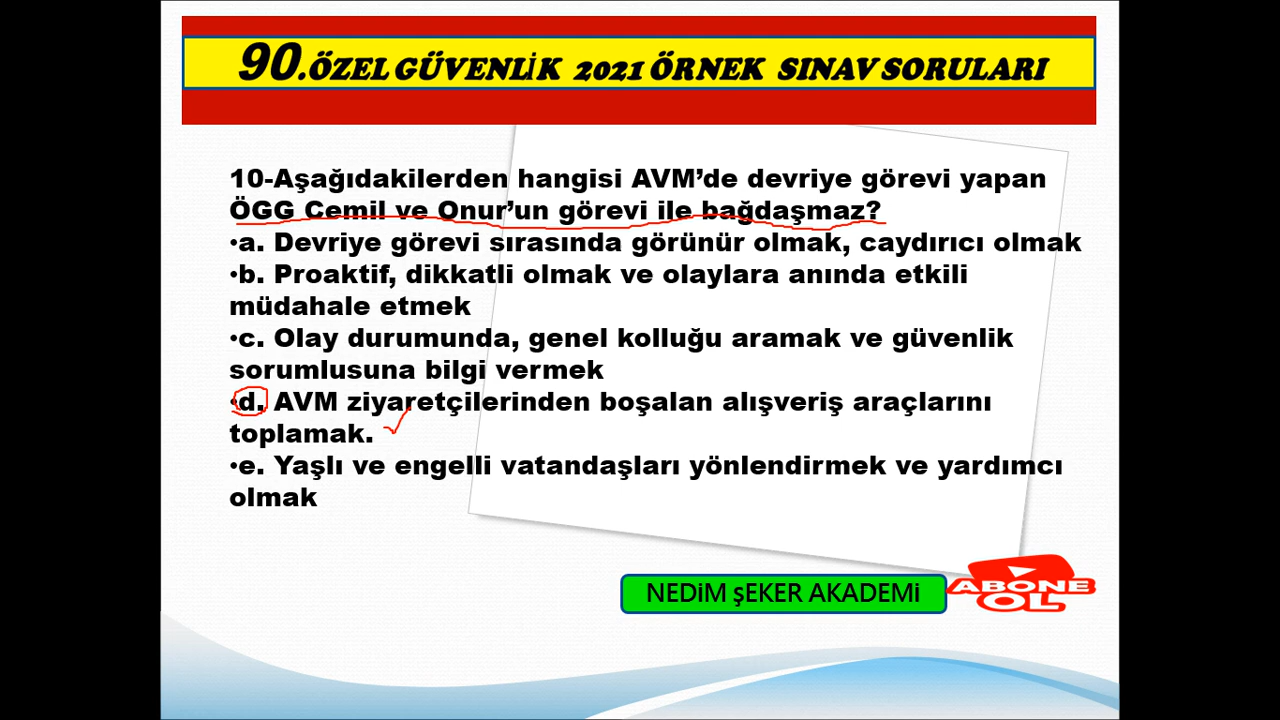 90.ÖZEL GÜVENLİK 2021 ÖRNEK SINAV SORULARI
10-Aşağıdakilerden hangisi AVM’de devriye görevi yapan
ÖGG Cemil ve Onur’un görevi ile bağdaşmaz?
•a. Devriye görevi sırasında görünür olmak, caydırıcı olmak
•b. Proaktif, dikkatli olmak ve olaylara anında etkili
müdahale etmek
•c. Olay durumunda, genel kolluğu aramak ve güvenlik
sorumlusuna bilgi vermek
•d. AVM ziyaretçilerinden boşalan alışveriş araçlarını
toplamak.
•e. Yaşlı ve engelli vatandaşları yönlendirmek ve yardımcı
olmak
NEDiM şEKER AKADEMi
ABONE
OL